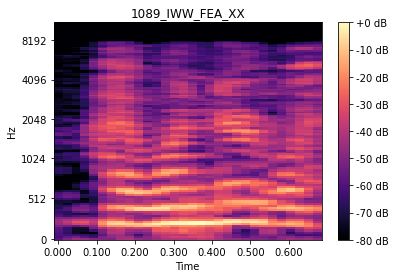 1089_IWW_FEA_XX
8192
4096
2048
1024
512
0
Hz
0.000 0.100 0.200 0.300 0.400 0.500 0.600
Time
+0 dB
-10 dB
-20 dB
-30 dB
-40 dB
-50 dB
-60 dB
-70 dB
-80 dB